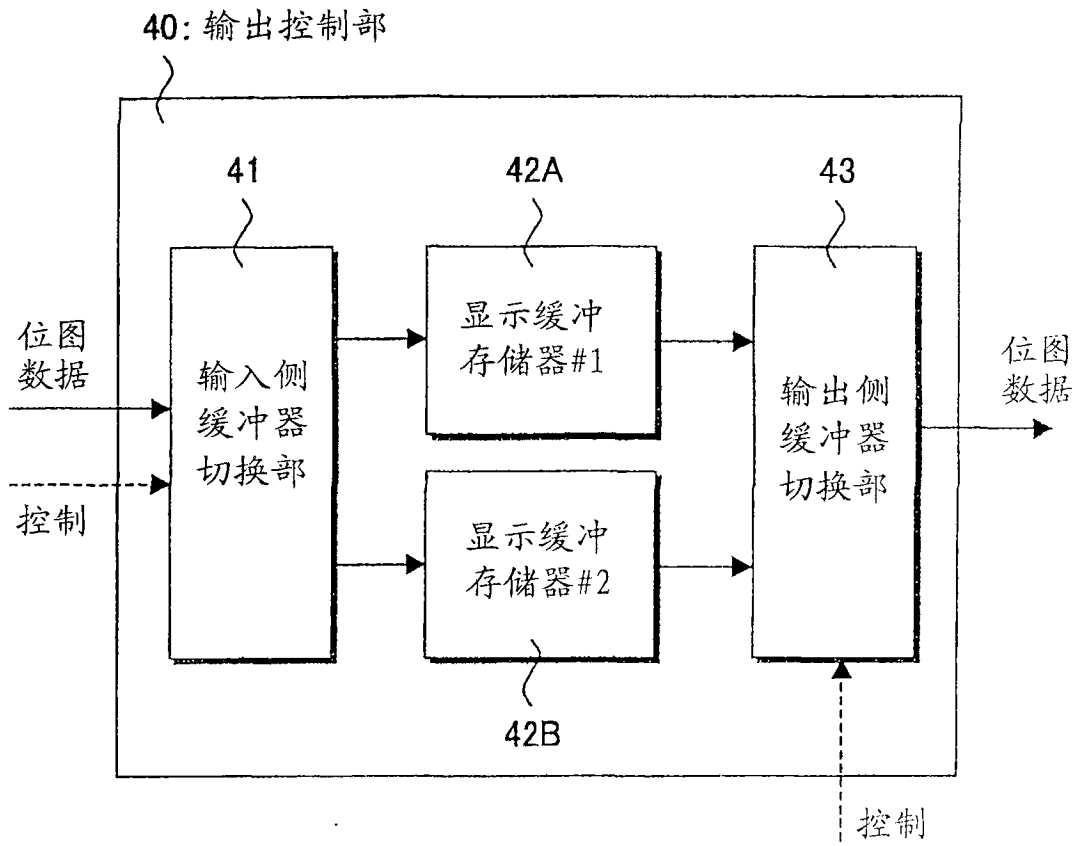 40: 输出控制部
41
42A
43
位图
数据
控制
输入侧
缓冲器
切换部
显示缓冲
存储器#1
显示缓冲
存储器#2
42B
输出侧
缓冲器
切换部
位图
数据
控制